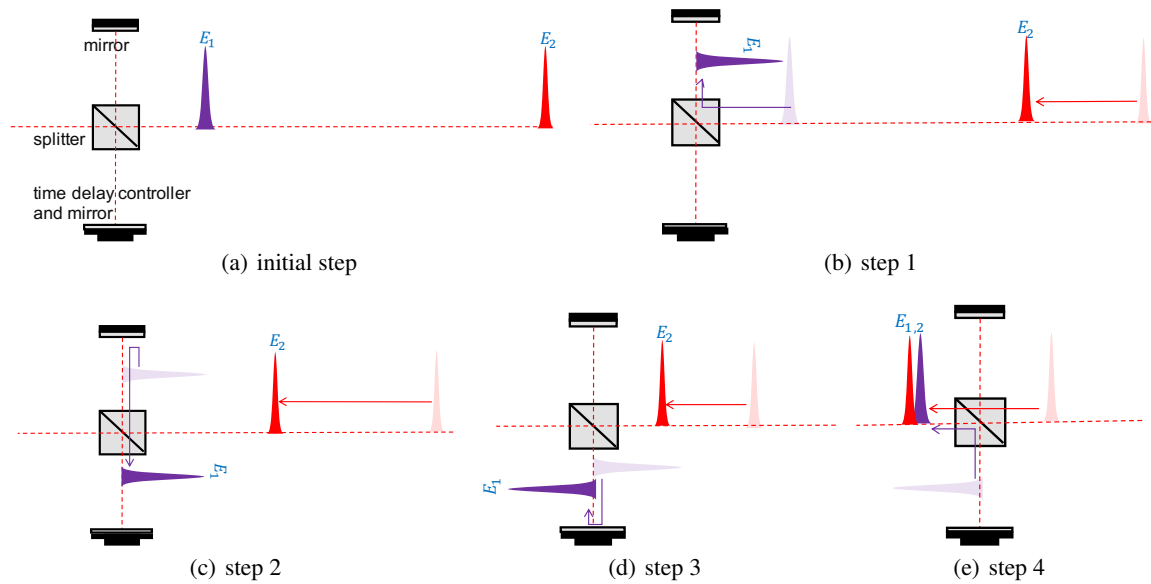 mirror
E₁
E₂
splitter
time delay controller
and mirror
(a) initial step
E₁
E₂
(b) step 1
E₂
E₁
(c) step 2
E₂
E₁
(d) step 3
E₁,₂
(e) step 4